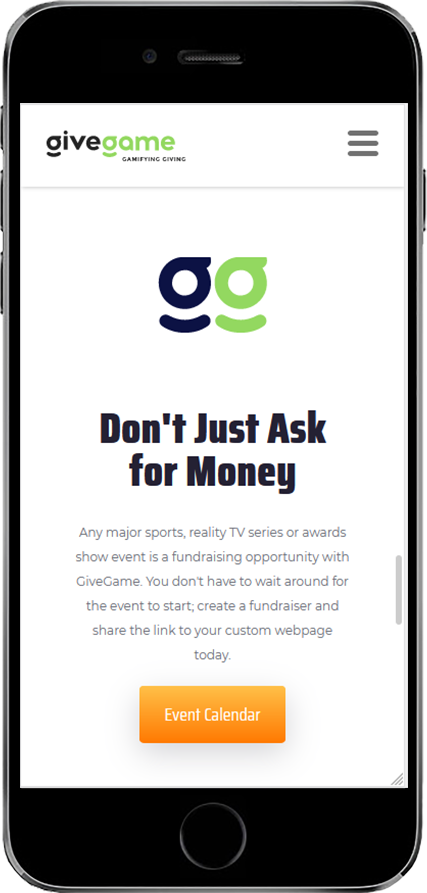 givegame
GAMIFYING GIVING
gg
Don't Just Ask
for Money
Any major sports, reality TV series or awards
show event is a fundraising opportunity with
GiveGame. You don't have to wait around for
the event to start; create a fundraiser and
share the link to your custom webpage
today.
Event Calendar